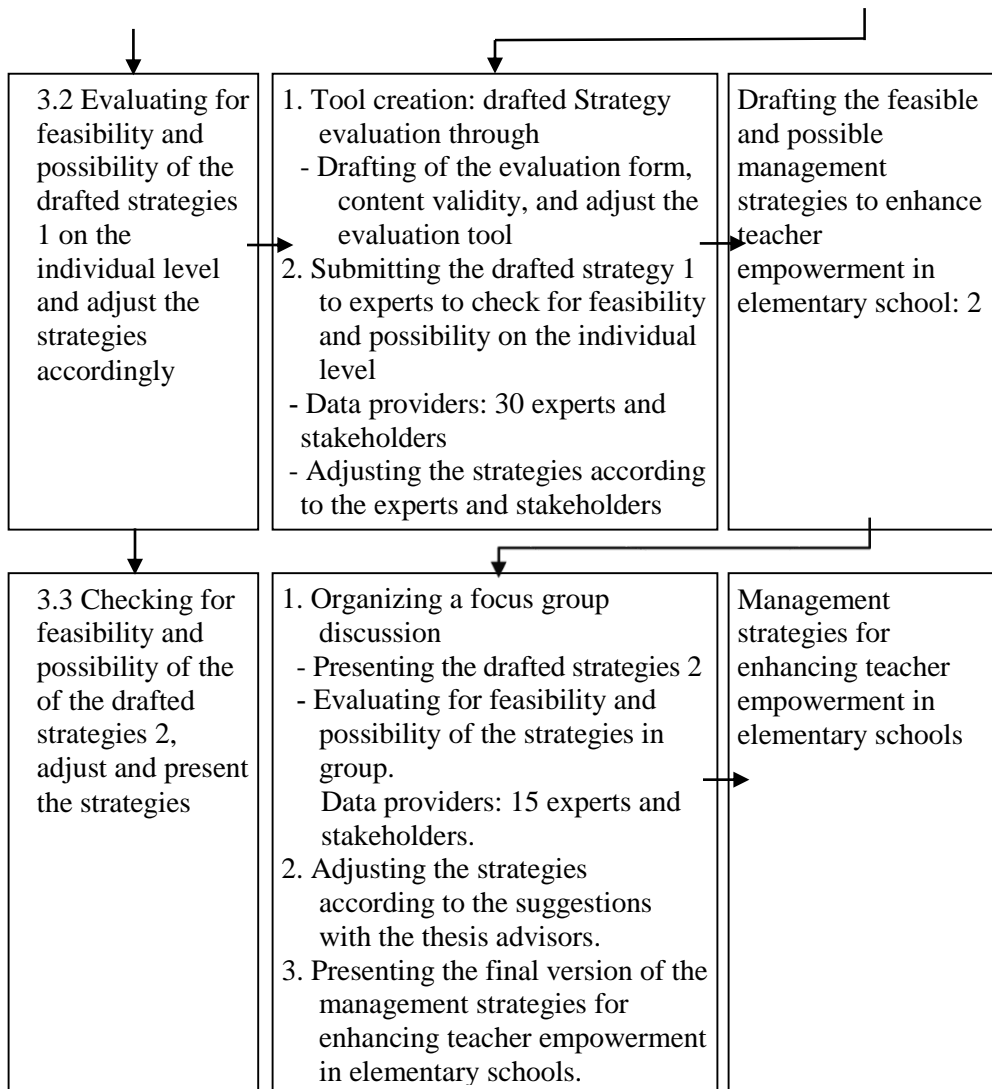 3.2 Evaluating for
feasibility and
possibility of the
drafted strategies
1 on the
individual level
and adjust the
strategies
accordingly
1. Tool creation: drafted Strategy
evaluation through
- Drafting of the evaluation form,
content validity, and adjust the
evaluation tool
2. Submitting the drafted strategy 1
to experts to check for feasibility
and possibility on the individual
level
- Data providers: 30 experts and
stakeholders
- Adjusting the strategies according
to the experts and stakeholders
Drafting the feasible
and possible
management
strategies to enhance
teacher
empowerment in
elementary school: 2
3.3 Checking for
feasibility and
possibility of the
of the drafted
strategies 2,
adjust and present
the strategies
1. Organizing a focus group
discussion
- Presenting the drafted strategies 2
- Evaluating for feasibility and
possibility of the strategies in
group.
Data providers: 15 experts and
stakeholders.
2. Adjusting the strategies
according to the suggestions
with the thesis advisors.
3. Presenting the final version of the
management strategies for
enhancing teacher empowerment
in elementary schools.
Management
strategies for
enhancing teacher
empowerment in
elementary schools